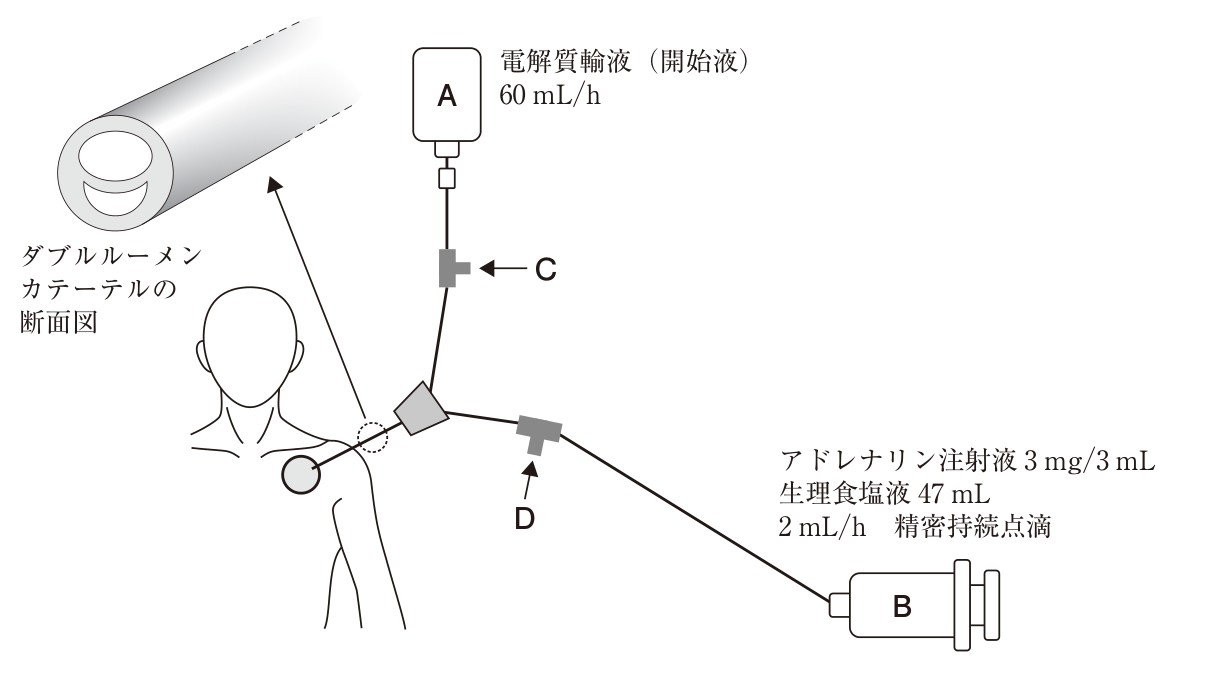 A
電解質輸液（開始液）
60 mL/h
C
ダブルルーメン
カテーテルの
断面図
D
アドレナリン注射液 3 mg/3 mL
生理食塩液 47 mL
2 mL/h　精密持続点滴
B